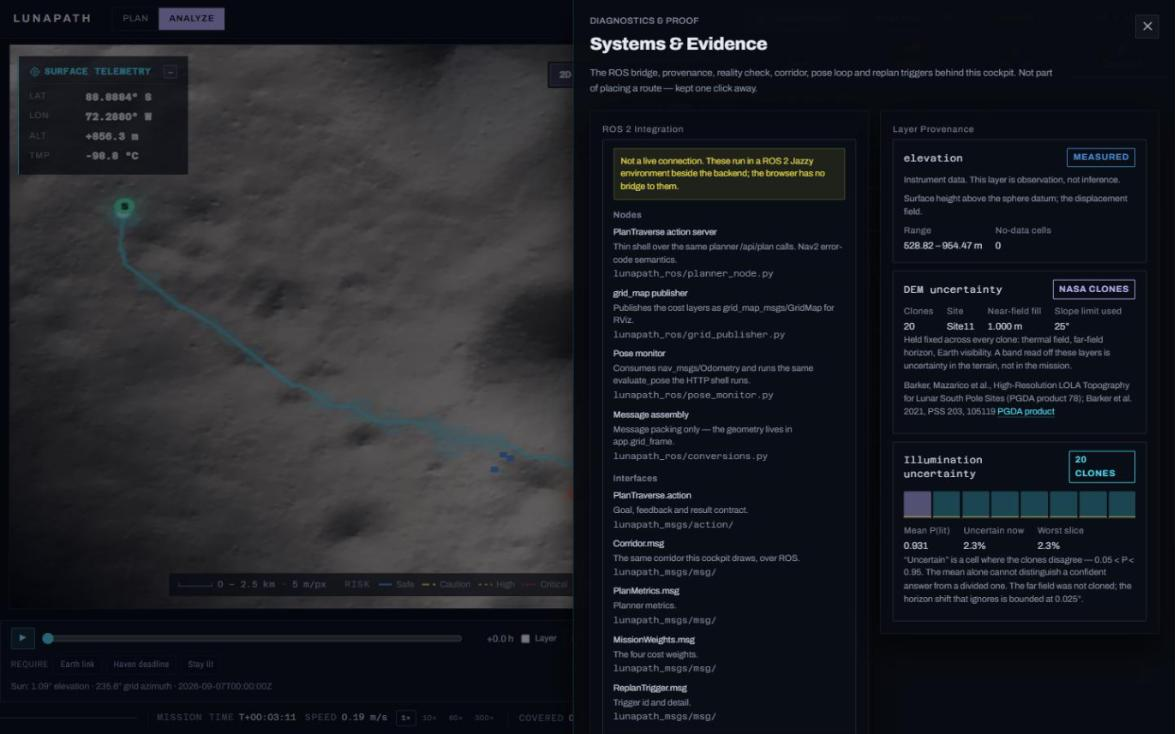 LUNAPATH
PLAN
ANALYZE
SURFACE TELEMETRY
LAT 88.8884° S
LON 72.2880° W
ALT +856.3 m
TMP -98.8 °C
2D
S
0 – 2.5 km · 5 m/px RISK Safe Caution High Critical
+0.0 h Layer
REQUIRE Earth link Haven deadline Stay lit
Sun: 1.09° elevation · 235.6° grid azimuth · 2026-09-07T00:00:00Z
MISSION TIME T+00:03:11 SPEED 0.19 m/s 1× 10× 60× 300× COVERED
DIAGNOSTICS & PROOF
Systems & Evidence
The ROS bridge, provenance, reality check, corridor, pose loop and replan triggers behind this cockpit. Not part
of placing a route — kept one click away.
ROS 2 Integration
Not a live connection. These run in a ROS 2 Jazzy
environment beside the backend; the browser has no
bridge to them.
Nodes
PlanTraverse action server
Thin shell over the same planner /api/plan calls. Nav2 error-
code semantics.
lunapath_ros/planner_node.py
grid_map publisher
Publishes the cost layers as grid_map_msgs/GridMap for
RViz.
lunapath_ros/grid_publisher.py
Pose monitor
Consumes nav_msgs/Odometry and runs the same
evaluate_pose the HTTP shell runs.
lunapath_ros/pose_monitor.py
Message assembly
Message packing only — the geometry lives in
app.grid_frame.
lunapath_ros/conversions.py
Interfaces
PlanTraverse.action
Goal, feedback and result contract.
lunapath_msgs/action/
Corridor.msg
The same corridor this cockpit draws, over ROS.
lunapath_msgs/msg/
PlanMetrics.msg
Planner metrics.
lunapath_msgs/msg/
MissionWeights.msg
The four cost weights.
lunapath_msgs/msg/
ReplanTrigger.msg
Trigger id and detail.
lunapath_msgs/msg/
Layer Provenance
elevation
MEASURED
Instrument data. This layer is observation, not inference.
Surface height above the sphere datum; the displacement
field.
Range No-data cells
528.82 – 954.47 m 0
DEM uncertainty
NASA CLONES
Clones Site Near-field fill Slope limit used
20 Site11 1.000 m 25°
Held fixed across every clone: thermal field, far-field
horizon, Earth visibility. A band read off these layers is
uncertainty in the terrain, not in the mission.
Barker, Mazarico et al., High-Resolution LOLA Topography
for Lunar South Pole Sites (PGDA product 78); Barker et al.
2021, PSS 203, 105119 PGDA product
Illumination
uncertainty
20
CLONES
Mean P(lit) Uncertain now Worst slice
0.931 2.3% 2.3%
“Uncertain” is a cell where the clones disagree — 0.05 < P <
0.95. The mean alone cannot distinguish a confident
answer from a divided one. The far field was not cloned; the
horizon shift that ignores is bounded at 0.025°.